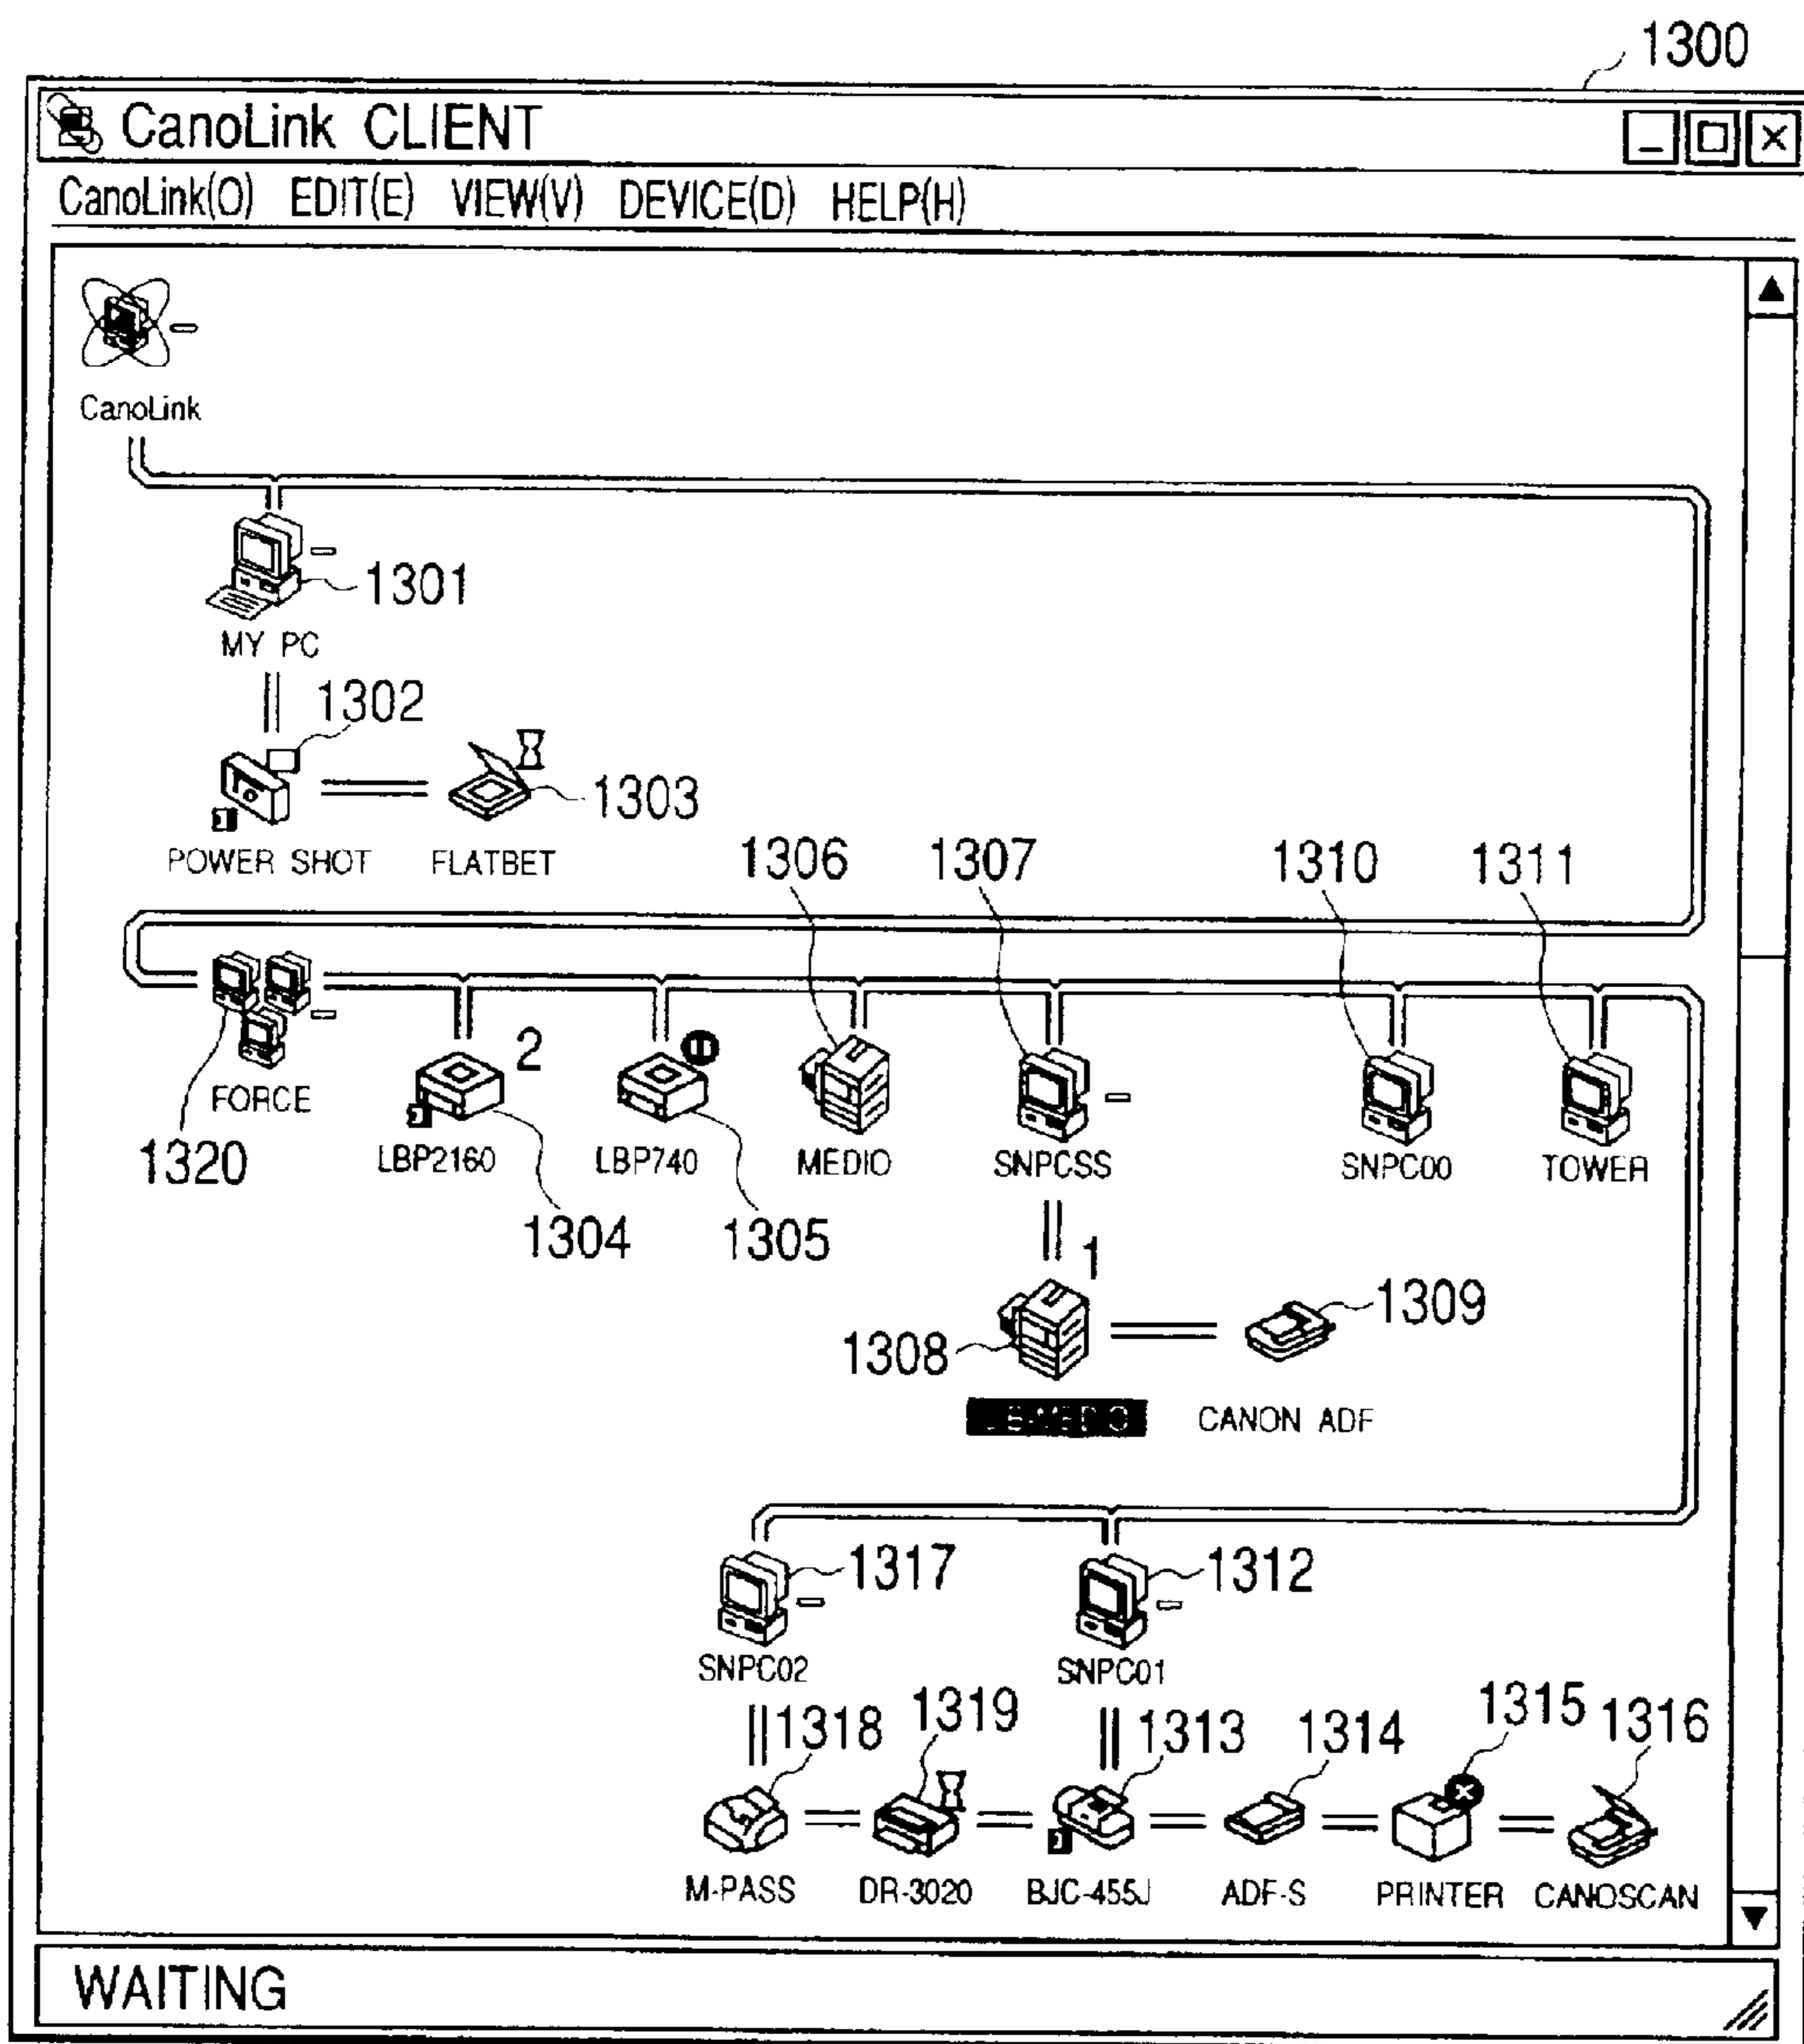 1300
CanoLink CLIENT
CanoLink(O) EDIT(E) VIEW(V) DEVICE(D) HELP(H)
CanoLink
1301
MY PC
1302
1303
POWER SHOT FLATBET
1306 1307 1310 1311
2
FORCE
1320
LBP2160 LBP740 MEDIO SNPCSS SNPC00 TOWER
1304 1305
1
1309
1308
CANON ADF
1317 1312
SNPC02 SNPC01
1318 1319 1313 1314 1315 1316
M-PASS DR-3020 BJC-455J ADF-S PRINTER CANOSCAN
WAITING